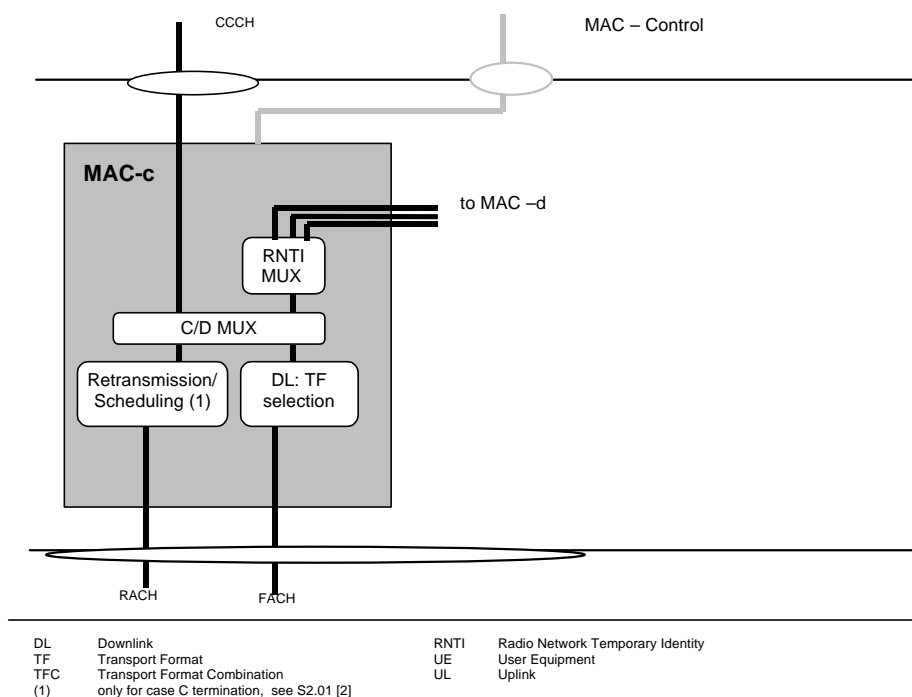 CCCH
MAC – Control
MAC-c
to MAC –d
RNTI
MUX
C/D MUX
Retransmission/
Scheduling (1)
DL: TF
selection
RACH
FACH
DL Downlink
TF Transport Format
TFC Transport Format Combination
(1) only for case C termination, see S2.01 [2]
RNTI Radio Network Temporary Identity
UE User Equipment
UL Uplink